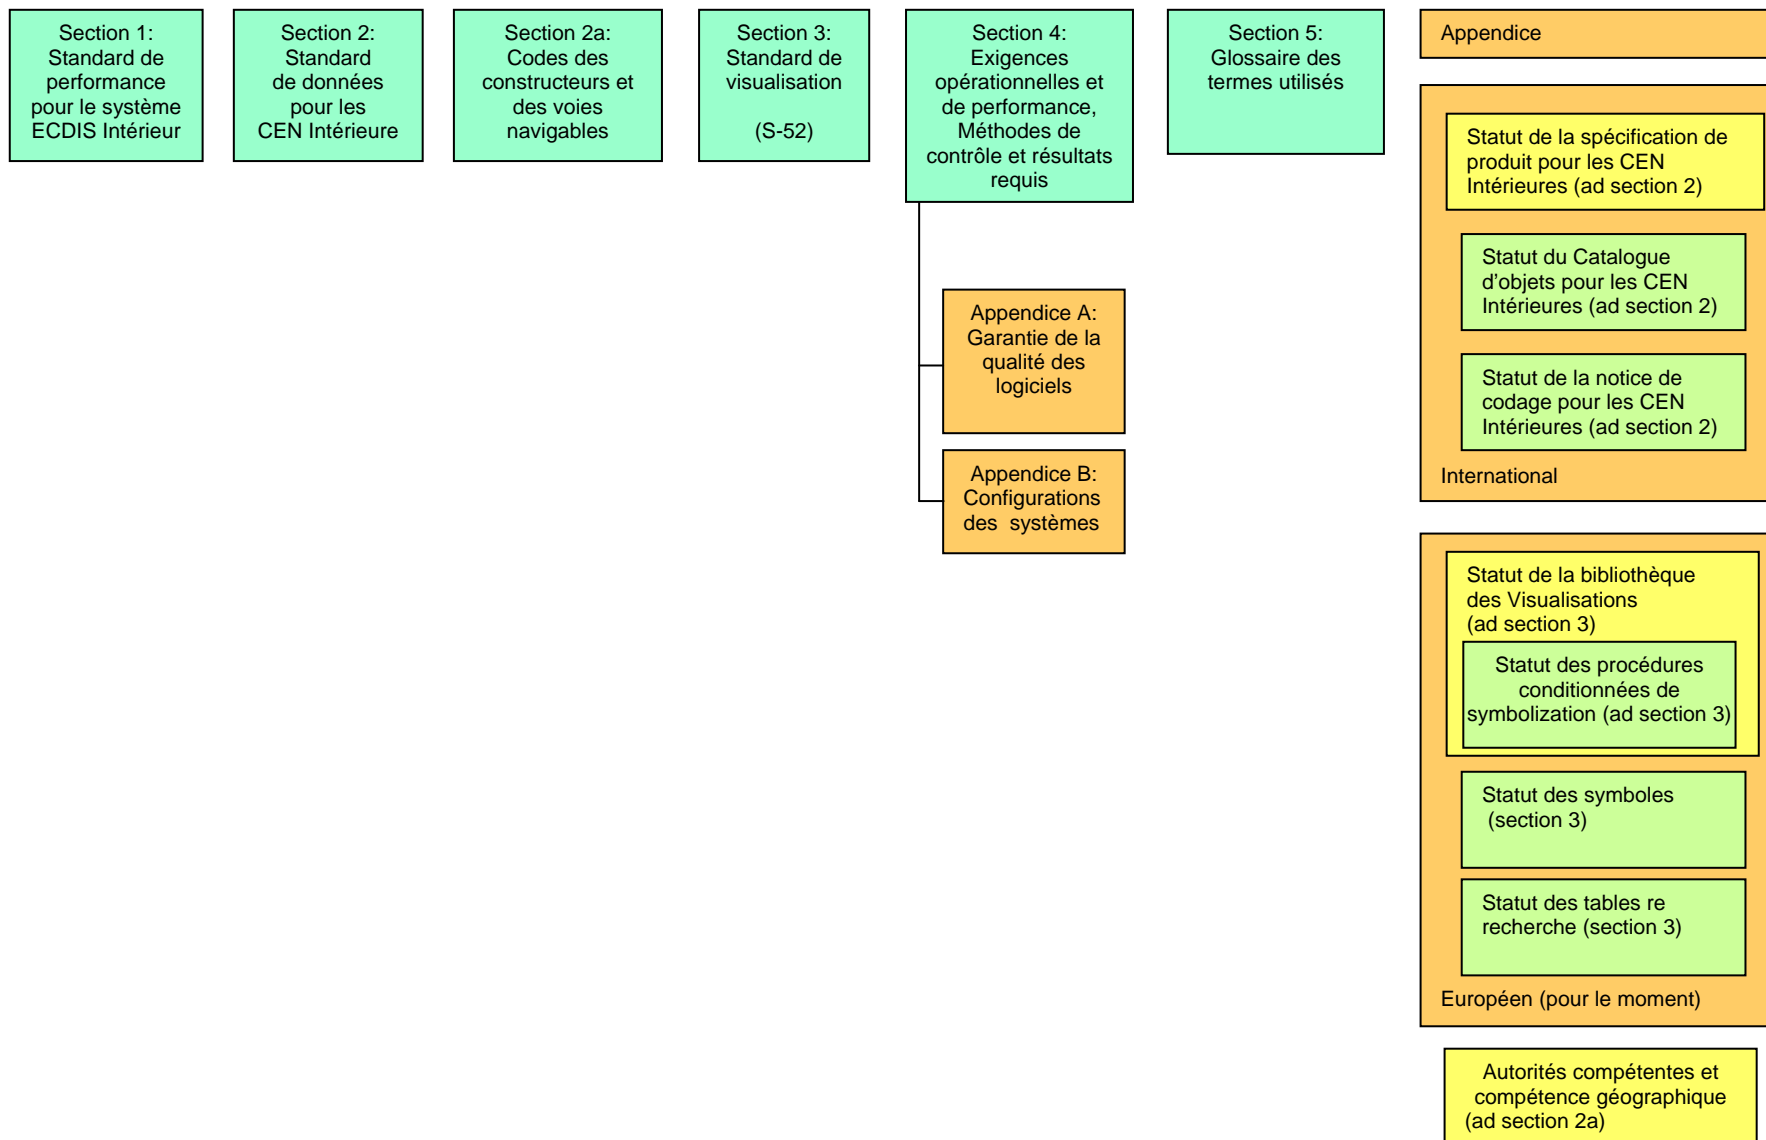 Section 1:
Standard de
performance
pour le système
ECDIS Intérieur
Section 2:
Standard
de données
pour les
CEN Intérieure
Section 2a:
Codes des
constructeurs et
des voies
navigables
Section 3:
Standard de
visualisation
(S-52)
Section 4:
Exigences
opérationnelles et
de performance,
Méthodes de
contrôle et résultats
requis
Section 5:
Glossaire des
termes utilisés
Appendice A:
Garantie de la
qualité des
logiciels
Appendice B:
Configurations
des systèmes
Appendice
Statut de la spécification de
produit pour les CEN
Intérieures (ad section 2)
Statut du Catalogue
d'objets pour les CEN
Intérieures (ad section 2)
Statut de la notice de
codage pour les CEN
Intérieures (ad section 2)
International
Statut de la bibliothèque
des Visualisations
(ad section 3)
Statut des procédures
conditionnées de
symbolization (ad section 3)
Statut des symboles
(section 3)
Statut des tables re
recherche (section 3)
Européen (pour le moment)
Autorités compétentes et
compétence géographique
(ad section 2a)